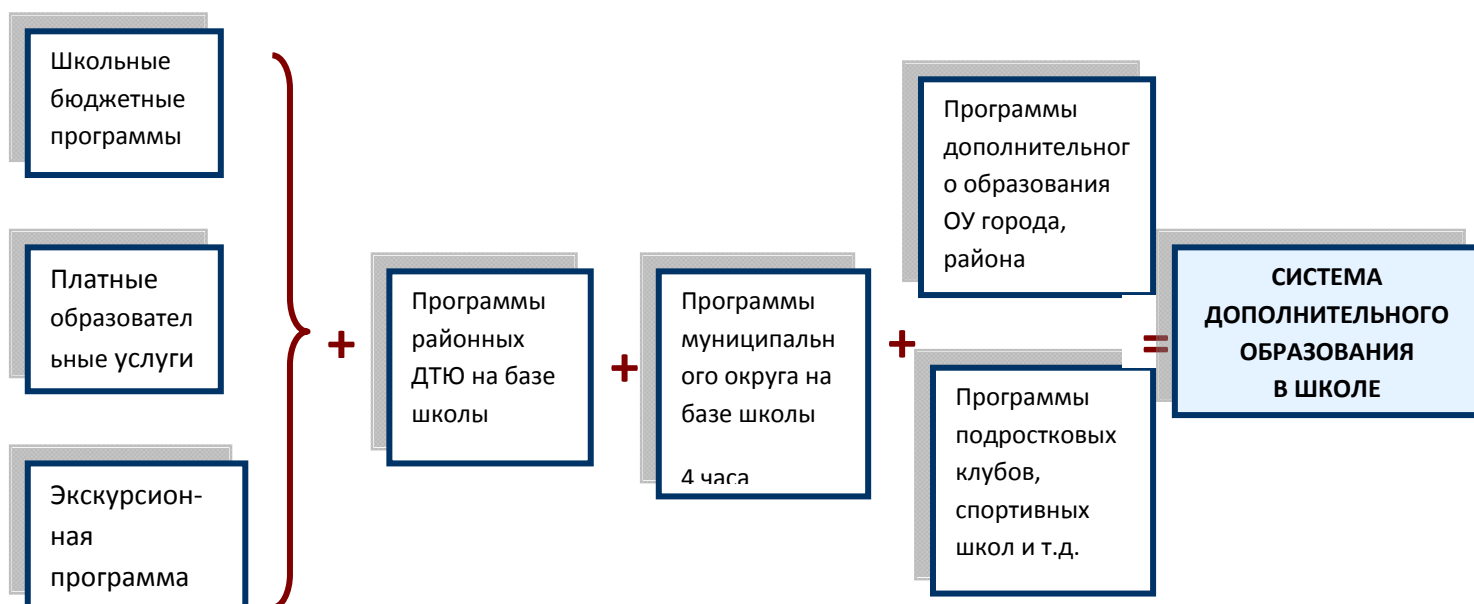 Школьные
бюджетные
программы
Платные
образовател
ьные услуги
Экскурсион-
ная
программа
+
Программы
районных
ДТЮ на базе
школы
+
Программы
муниципальн
ого округа на
базе школы
4 часа
+
Программы
дополнительног
о образования
ОУ города,
района
Программы
подростковых
клубов,
спортивных
школ и т.д.
=
СИСТЕМА
ДОПОЛНИТЕЛЬНОГО
ОБРАЗОВАНИЯ
В ШКОЛЕ